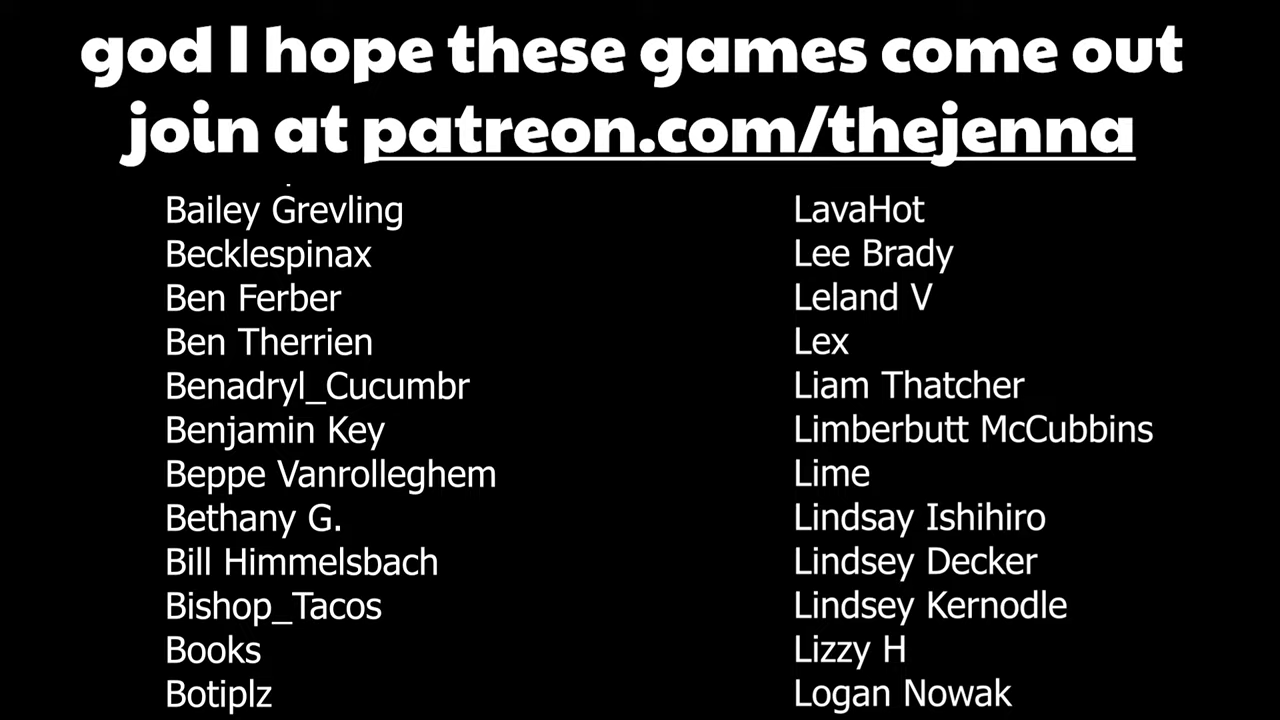 god I hope these games come out
join at patreon.com/thejenna
Bailey Grevling
Becklespinax
Ben Ferber
Ben Therrien
Benadryl_Cucumbr
Benjamin Key
Beppe Vanrolleghem
Bethany G.
Bill Himmelsbach
Bishop_Tacos
Books
Botiplz
LavaHot
Lee Brady
Leland V
Lex
Liam Thatcher
Limberbutt McCubbins
Lime
Lindsay Ishihiro
Lindsey Decker
Lindsey Kernodle
Lizzy H
Logan Nowak